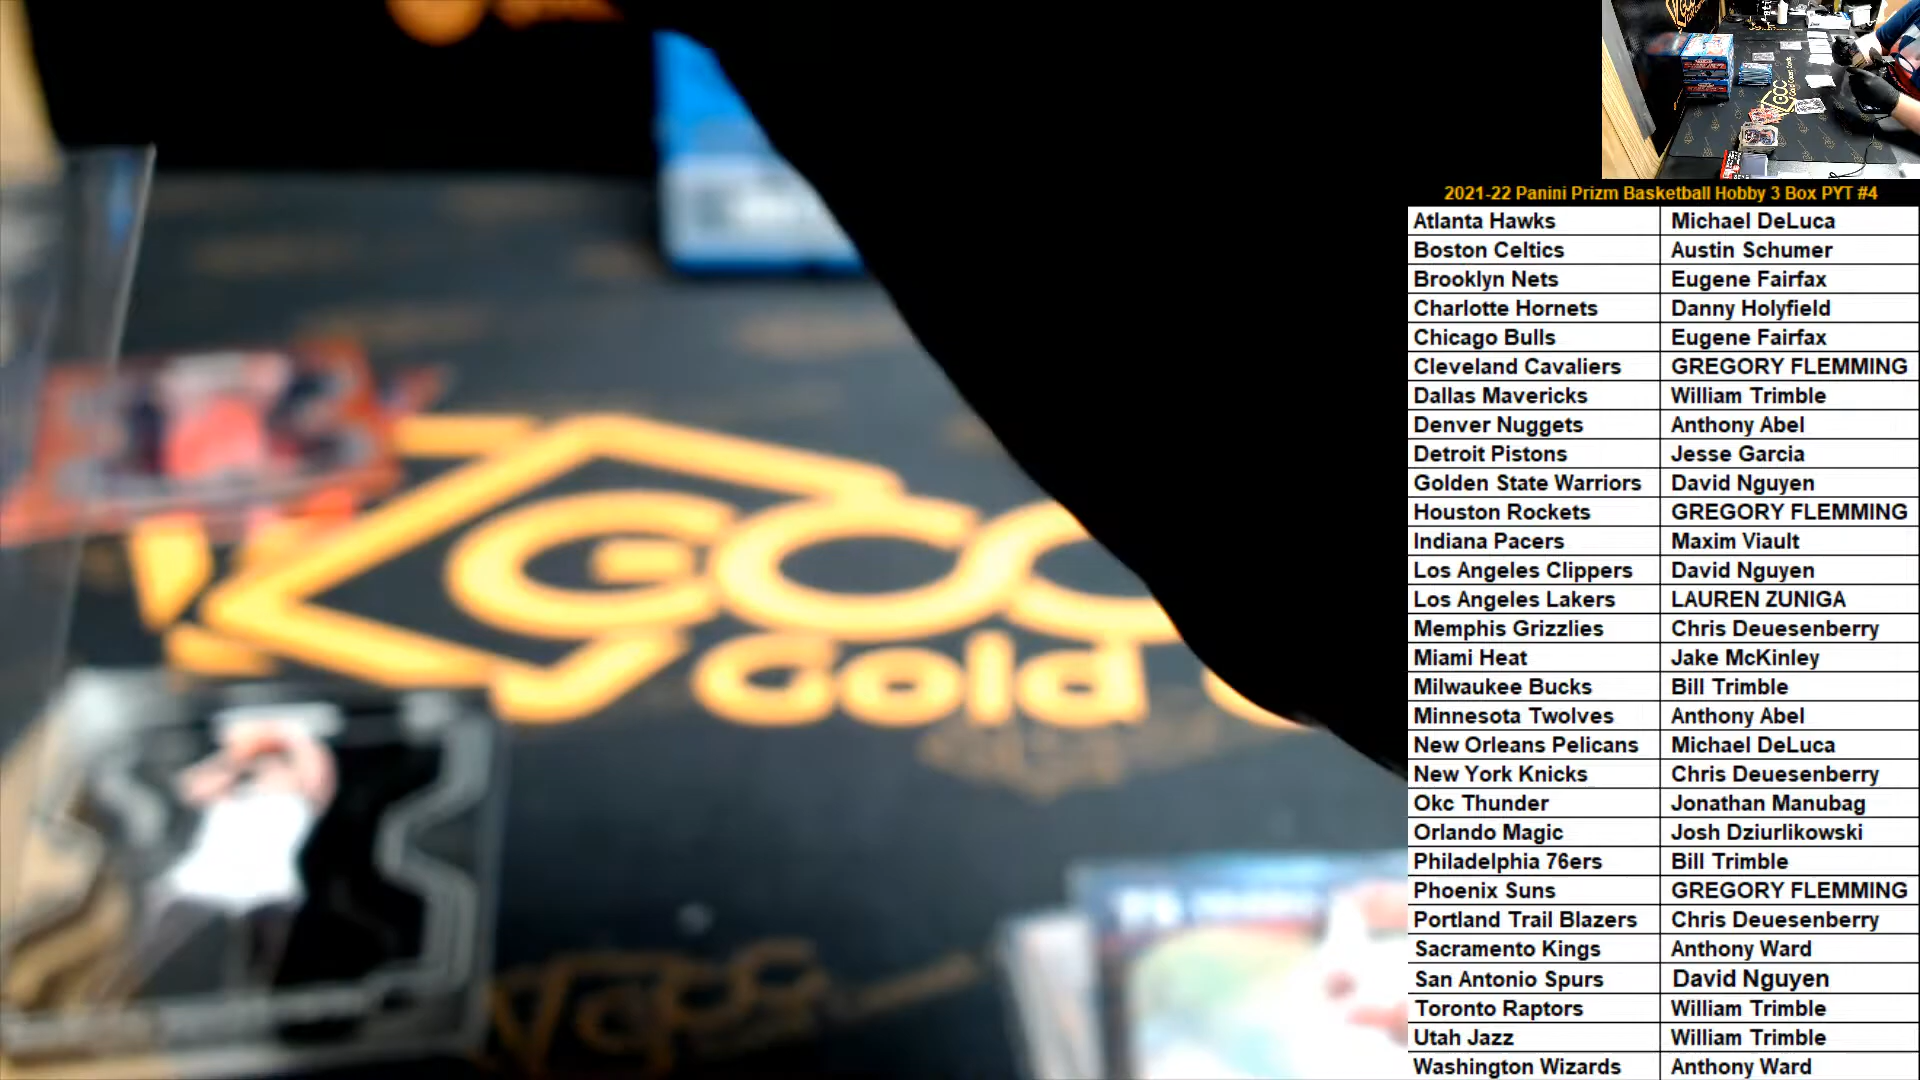 GCC
Gold
2021-22 Panini Prizm Basketball Hobby 3 Box PYT #4
Atlanta Hawks Michael DeLuca
Boston Celtics Austin Schumer
Brooklyn Nets Eugene Fairfax
Charlotte Hornets Danny Holyfield
Chicago Bulls Eugene Fairfax
Cleveland Cavaliers GREGORY FLEMMING
Dallas Mavericks William Trimble
Denver Nuggets Anthony Abel
Detroit Pistons Jesse Garcia
Golden State Warriors David Nguyen
Houston Rockets GREGORY FLEMMING
Indiana Pacers Maxim Viault
Los Angeles Clippers David Nguyen
Los Angeles Lakers LAUREN ZUNIGA
Memphis Grizzlies Chris Deuesenberry
Miami Heat Jake McKinley
Milwaukee Bucks Bill Trimble
Minnesota Twolves Anthony Abel
New Orleans Pelicans Michael DeLuca
New York Knicks Chris Deuesenberry
Okc Thunder Jonathan Manubag
Orlando Magic Josh Dziurlikowski
Philadelphia 76ers Bill Trimble
Phoenix Suns GREGORY FLEMMING
Portland Trail Blazers Chris Deuesenberry
Sacramento Kings Anthony Ward
San Antonio Spurs David Nguyen
Toronto Raptors William Trimble
Utah Jazz William Trimble
Washington Wizards Anthony Ward